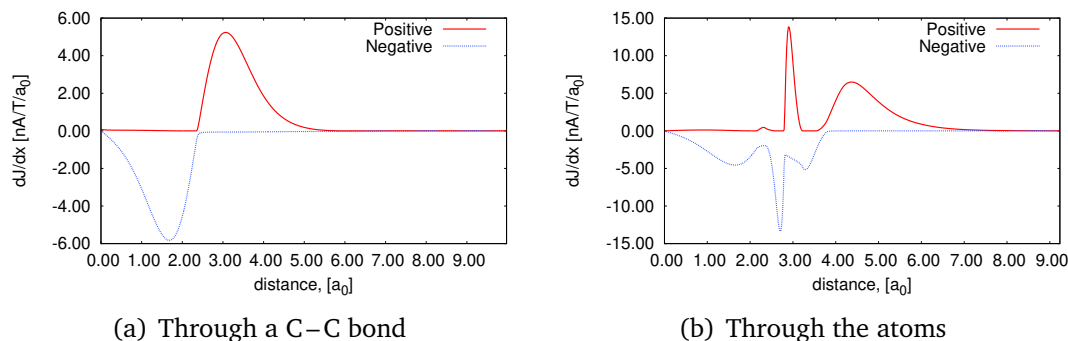 Positive
Negative
6.00
4.00
2.00
0.00
-2.00
-4.00
-6.00
dJ/dx [nA/T/a0]
0.00 1.00 2.00 3.00 4.00 5.00 6.00 7.00 8.00 9.00
distance, [a0]
(a) Through a C–C bond
Positive
Negative
15.00
10.00
5.00
0.00
-5.00
-10.00
-15.00
dJ/dx [nA/T/a0]
0.00 1.00 2.00 3.00 4.00 5.00 6.00 7.00 8.00 9.00
distance, [a0]
(b) Through the atoms